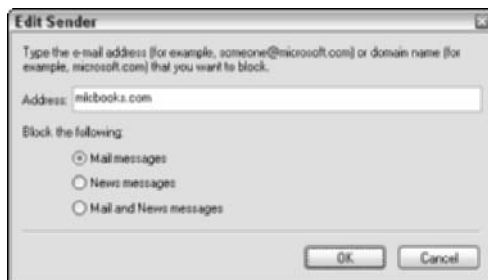 Edit Sender
Type the e-mail address (for example, someone@microsoft.com) or domain name (for
example, microsoft.com) that you want to block.
Address: mlcbooks.com
Block the following:
Mail messages
News messages
Mail and News messages
OK Cancel